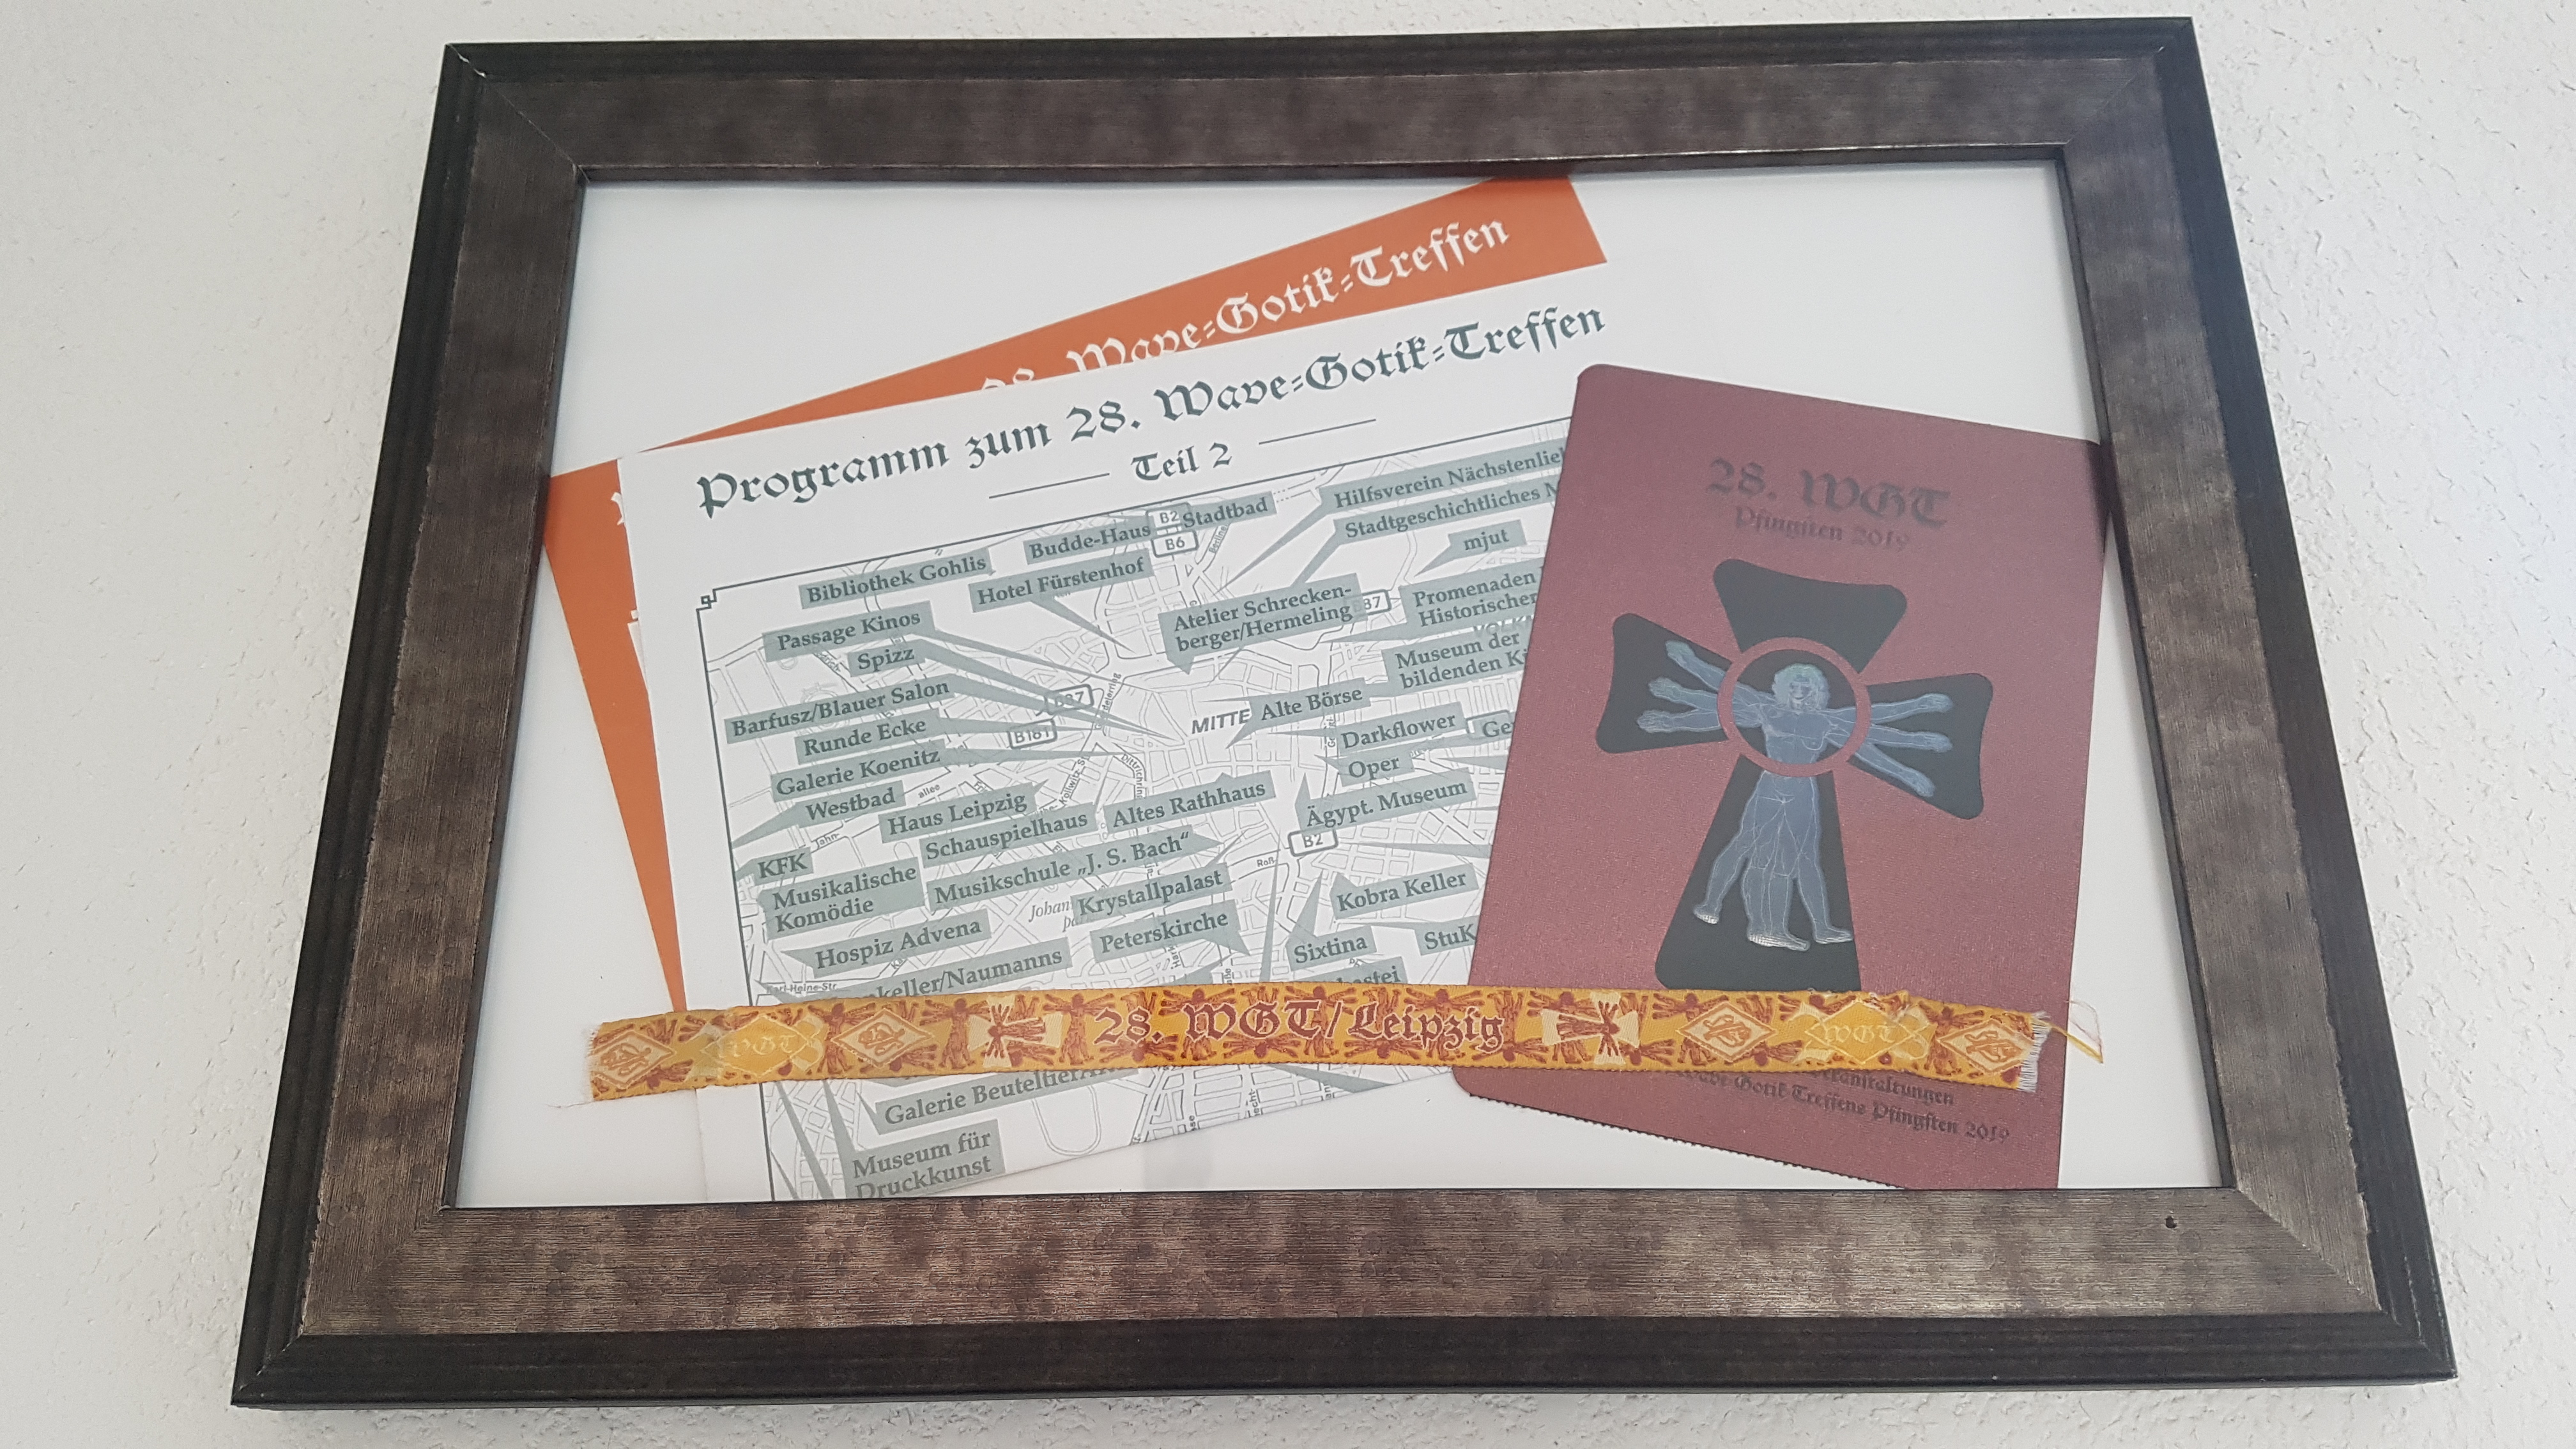 28. Wave=Gotik=Treffen
Programm zum 28. Wave=Gotik=Treffen
Teil 2
B2
Stadtbad
Budde-Haus
B6
Bibliothek Gohlis
Hotel Fürstenhof
Hilfsverein
Stadtgeschichtliches
mjut
Passage Kinos
Spizz
Atelier Schrecken-
berger/Hermeling
Promenaden
Historischer
Museum der
bildenden
Barfusz/Blauer Salon
Runde Ecke
B181
Galerie Koenitz
MITTE
Alte Börse
Darkflower
Oper
Westbad
Haus Leipzig
Schauspielhaus
Altes Rathhaus
Ägypt. Museum
B2
KFK
Musikalische
Komödie
Musikschule „J. S. Bach“
Krystallpalast
Kobra Keller
Hospiz Advena
Peterskirche
Sixtina
keller/Naumanns
Galerie
Museum für
Druckkunst
28. WGT
Pfingsten 2019
WGT
28. WGT/Leipzig
WGT
Gotik Treffens Pfingsten 2019